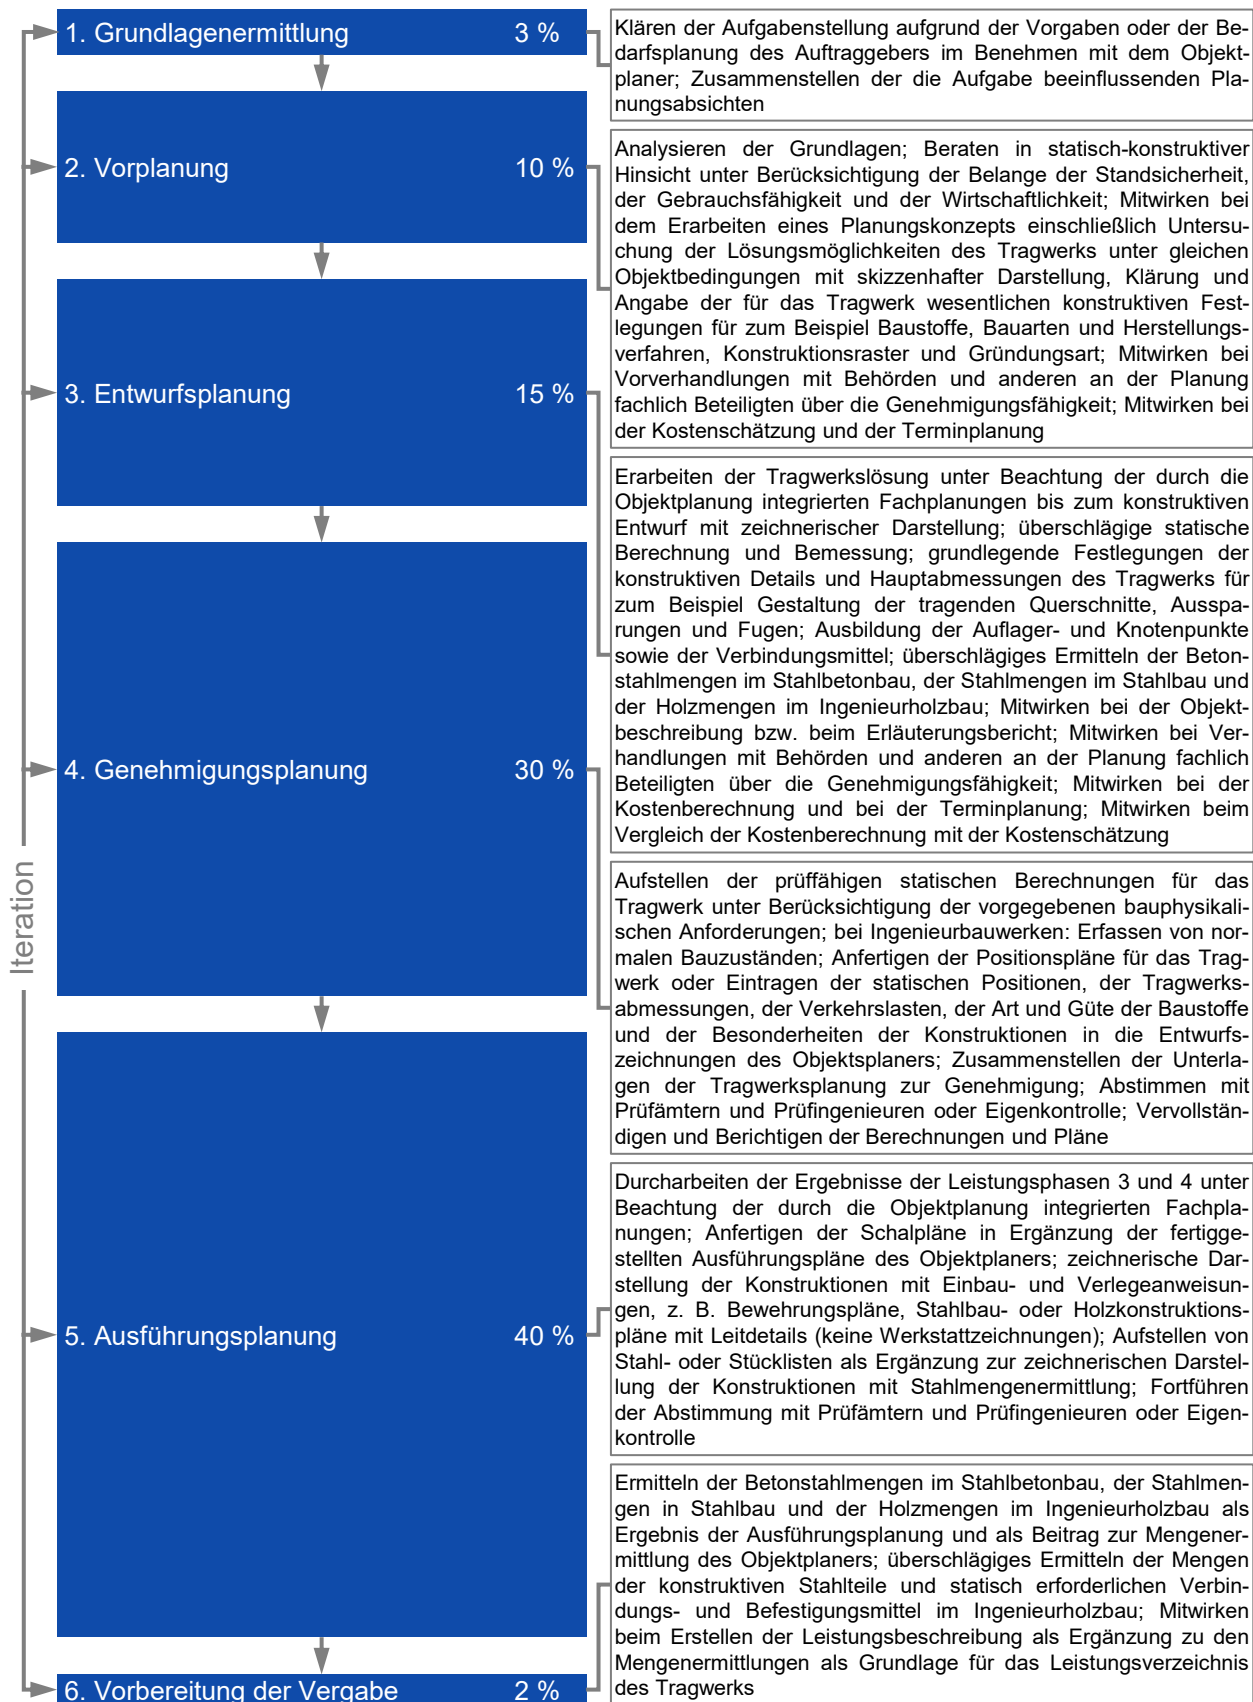 1. Grundlagenermittlung 3 %
Klären der Aufgabenstellung aufgrund der Vorgaben oder der Be-
darfsplanung des Auftraggebers im Benehmen mit dem Objekt-
planer; Zusammenstellen der die Aufgabe beeinflussenden Pla-
nungsabsichten
2. Vorplanung 10 %
Analysieren der Grundlagen; Beraten in statisch-konstruktiver
Hinsicht unter Berücksichtigung der Belange der Standsicherheit,
der Gebrauchsfähigkeit und der Wirtschaftlichkeit; Mitwirken bei
dem Erarbeiten eines Planungskonzepts einschließlich Untersu-
chung der Lösungsmöglichkeiten des Tragwerks unter gleichen
Objektbedingungen mit skizzenhafter Darstellung, Klärung und
Angabe der für das Tragwerk wesentlichen konstruktiven Fest-
legungen für zum Beispiel Baustoffe, Bauarten und Herstellungs-
verfahren, Konstruktionsraster und Gründungsart; Mitwirken bei
Vorverhandlungen mit Behörden und anderen an der Planung
fachlich Beteiligten über die Genehmigungsfähigkeit; Mitwirken bei
der Kostenschätzung und der Terminplanung
3. Entwurfsplanung 15 %
Erarbeiten der Tragwerkslösung unter Beachtung der durch die
Objektplanung integrierten Fachplanungen bis zum konstruktiven
Entwurf mit zeichnerischer Darstellung; überschlägige statische
Berechnung und Bemessung; grundlegende Festlegungen der
konstruktiven Details und Hauptabmessungen des Tragwerks für
zum Beispiel Gestaltung der tragenden Querschnitte, Ausspa-
rungen und Fugen; Ausbildung der Auflager- und Knotenpunkte
sowie der Verbindungsmittel; überschlägiges Ermitteln der Beton-
stahlmengen im Stahlbetonbau, der Stahlmengen im Stahlbau und
der Holzmengen im Ingenieurholzbau; Mitwirken bei der Objekt-
beschreibung bzw. beim Erläuterungsbericht; Mitwirken bei Ver-
handlungen mit Behörden und anderen an der Planung fachlich
Beteiligten über die Genehmigungsfähigkeit; Mitwirken bei der
Kostenberechnung und bei der Terminplanung; Mitwirken beim
Vergleich der Kostenberechnung mit der Kostenschätzung
4. Genehmigungsplanung 30 %
Iteration
Aufstellen der prüffähigen statischen Berechnungen für das
Tragwerk unter Berücksichtigung der vorgegebenen bauphysikali-
schen Anforderungen; bei Ingenieurbauwerken: Erfassen von nor-
malen Bauzuständen; Anfertigen der Positionspläne für das Trag-
werk oder Eintragen der statischen Positionen, der Tragwerks-
abmessungen, der Verkehrslasten, der Art und Güte der Baustoffe
und der Besonderheiten der Konstruktionen in die Entwurfs-
zeichnungen des Objektsplaners; Zusammenstellen der Unterla-
gen der Tragwerksplanung zur Genehmigung; Abstimmen mit
Prüfämtern und Prüfingenieuren oder Eigenkontrolle; Vervollstän-
digen und Berichtigen der Berechnungen und Pläne
5. Ausführungsplanung 40 %
Durcharbeiten der Ergebnisse der Leistungsphasen 3 und 4 unter
Beachtung der durch die Objektplanung integrierten Fachpla-
nungen; Anfertigen der Schalpläne in Ergänzung der fertigge-
stellten Ausführungspläne des Objektplaners; zeichnerische Dar-
stellung der Konstruktionen mit Einbau- und Verlegeanweisun-
gen, z. B. Bewehrungspläne, Stahlbau- oder Holzkonstruktions-
pläne mit Leitdetails (keine Werkstattzeichnungen); Aufstellen von
Stahl- oder Stücklisten als Ergänzung zur zeichnerischen Darstel-
lung der Konstruktionen mit Stahlmengenermittlung; Fortführen
der Abstimmung mit Prüfämtern und Prüfingenieuren oder Eigen-
kontrolle
6. Vorbereitung der Vergabe 2 %
Ermitteln der Betonstahlmengen im Stahlbetonbau, der Stahlmen-
gen in Stahlbau und der Holzmengen im Ingenieurholzbau als
Ergebnis der Ausführungsplanung und als Beitrag zur Mengener-
mittlung des Objektplaners; überschlägiges Ermitteln der Mengen
der konstruktiven Stahlteile und statisch erforderlichen Verbin-
dungs- und Befestigungsmittel im Ingenieurholzbau; Mitwirken
beim Erstellen der Leistungsbeschreibung als Ergänzung zu den
Mengenermittlungen als Grundlage für das Leistungsverzeichnis
des Tragwerks